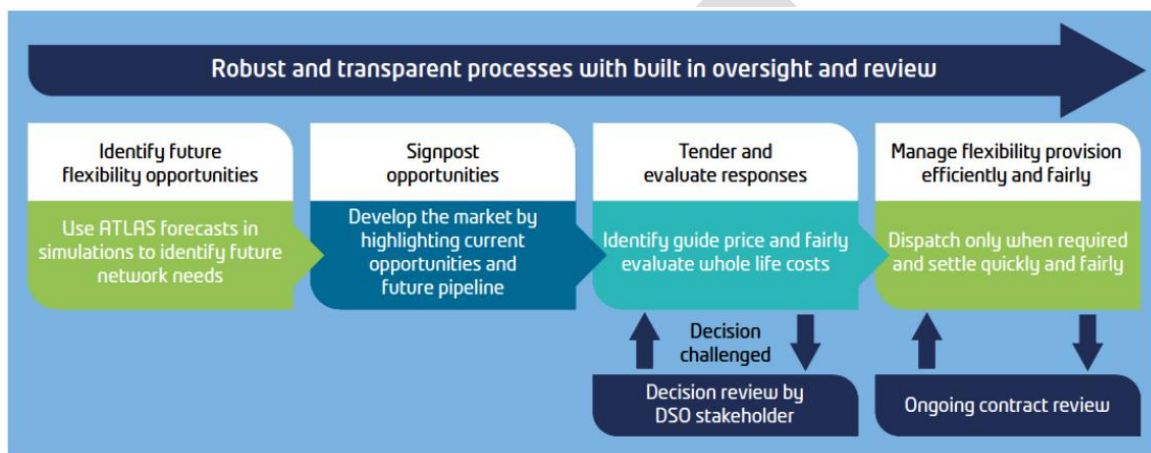 Robust and transparent processes with built in oversight and review
Identify future
flexibility opportunities
Use ATLAS forecasts in
simulations to identify future
network needs
Signpost
opportunities
Develop the market by
highlighting current
opportunities and
future pipeline
Tender and
evaluate responses
Identify guide price and fairly
evaluate whole life costs
Manage flexibility provision
efficiently and fairly
Dispatch only when required
and settle quickly and fairly
Decision
challenged
Decision review by
DSO stakeholder
Ongoing contract review